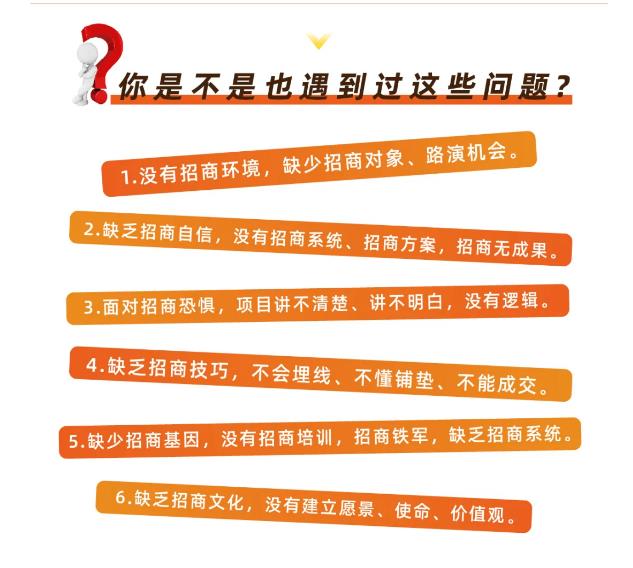 你是不是也遇到过这些问题?
1.没有招商环境，缺少招商对象、路演机会。
2.缺乏招商自信，没有招商系统、招商方案，招商无成果。
3.面对招商恐惧，项目讲不清楚、讲不明白，没有逻辑。
4.缺乏招商技巧，不会埋线、不懂铺垫、不能成交。
5.缺少招商基因，没有招商培训，招商铁军，缺乏招商系统。
6.缺乏招商文化，没有建立愿景、使命、价值观。